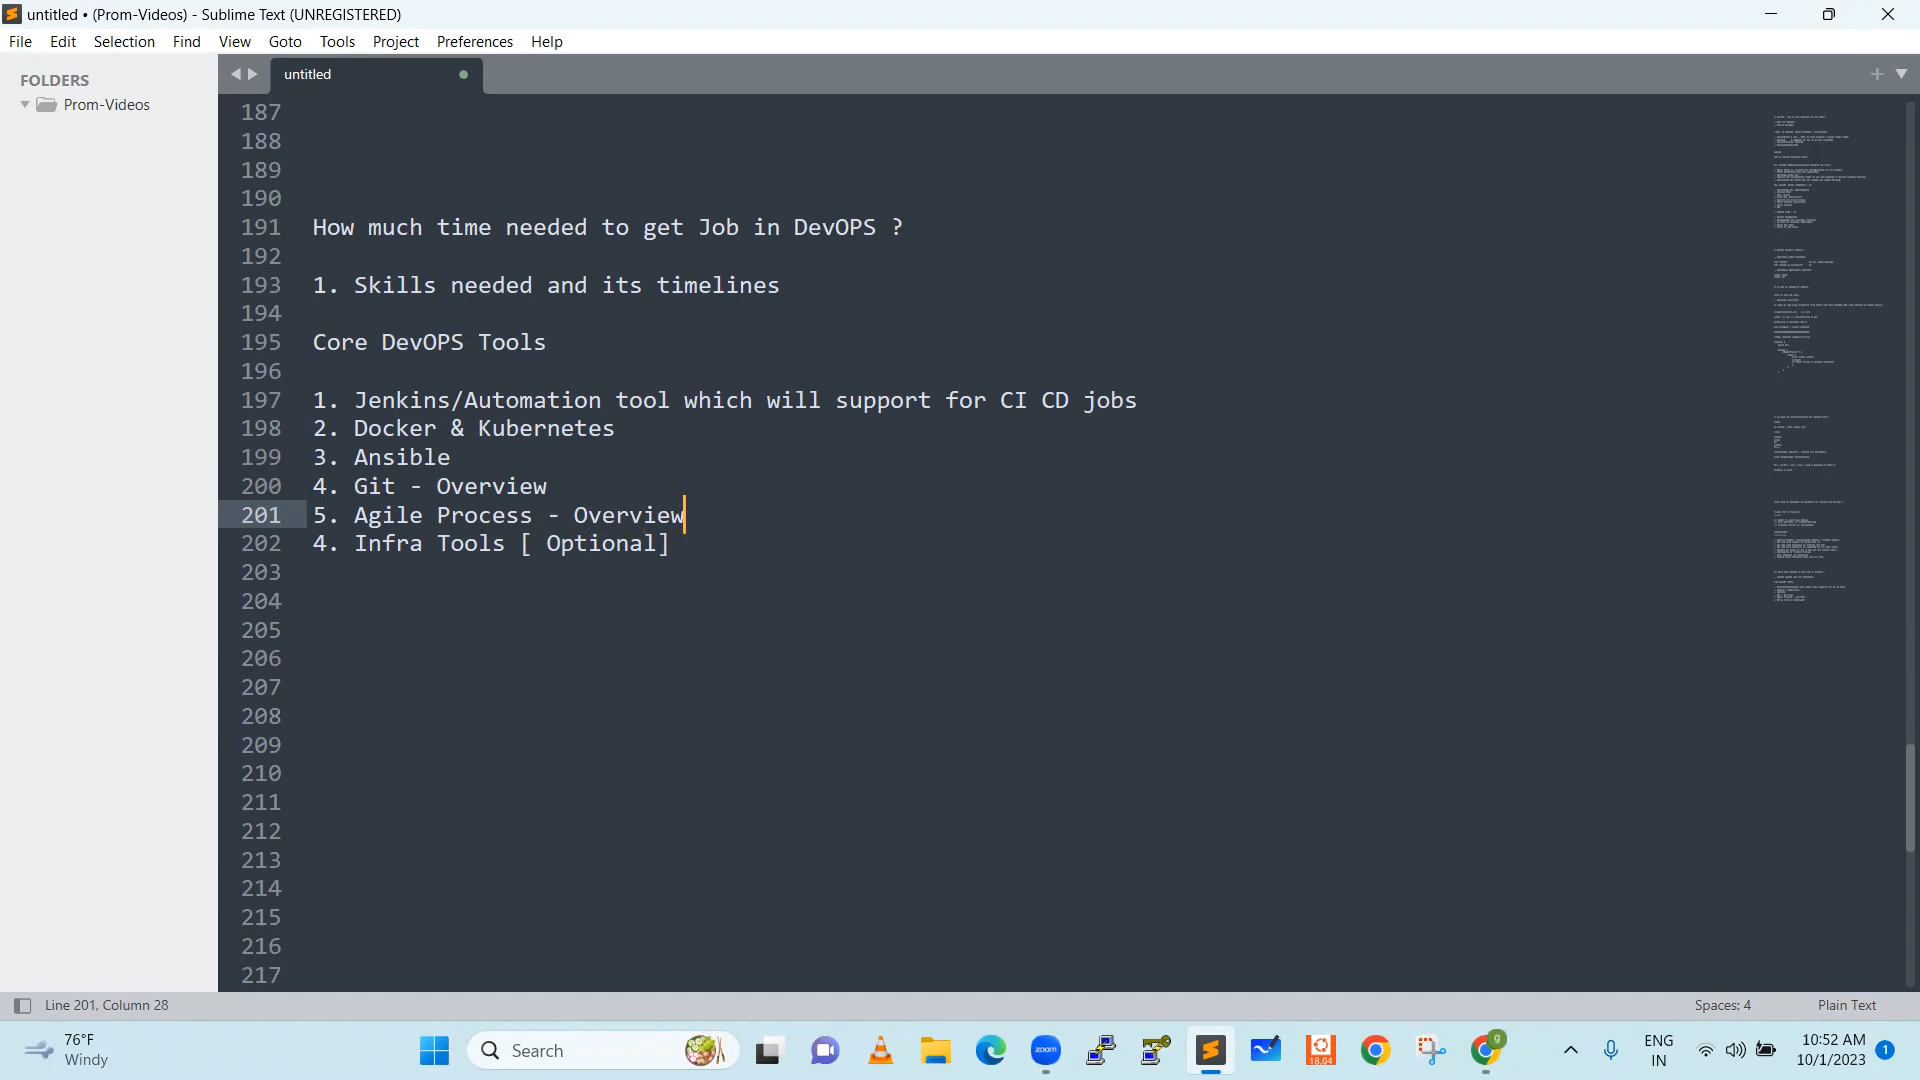 untitled • (Prom-Videos) - Sublime Text (UNREGISTERED)
File Edit Selection Find View Goto Tools Project Preferences Help
FOLDERS
Prom-Videos
untitled
187
188
189
190
191 How much time needed to get Job in DevOPS ?
192
193 1. Skills needed and its timelines
194
195 Core DevOPS Tools
196
197 1. Jenkins/Automation tool which will support for CI CD jobs
198 2. Docker & Kubernetes
199 3. Ansible
200 4. Git - Overview
201 5. Agile Process - Overview
202 4. Infra Tools [ Optional]
203
204
205
206
207
208
209
210
211
212
213
214
215
216
217
Line 201, Column 28 Spaces: 4 Plain Text
76°F
Windy
Search
zoom
18.04
g
ENG
IN
10:52 AM
10/1/2023
1